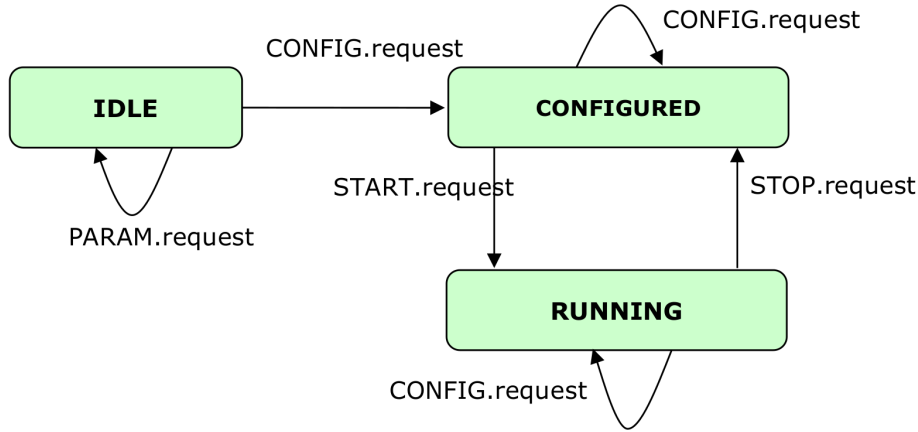 CONFIG.request
CONFIG.request
IDLE
CONFIGURED
START.request
STOP.request
PARAM.request
RUNNING
CONFIG.request